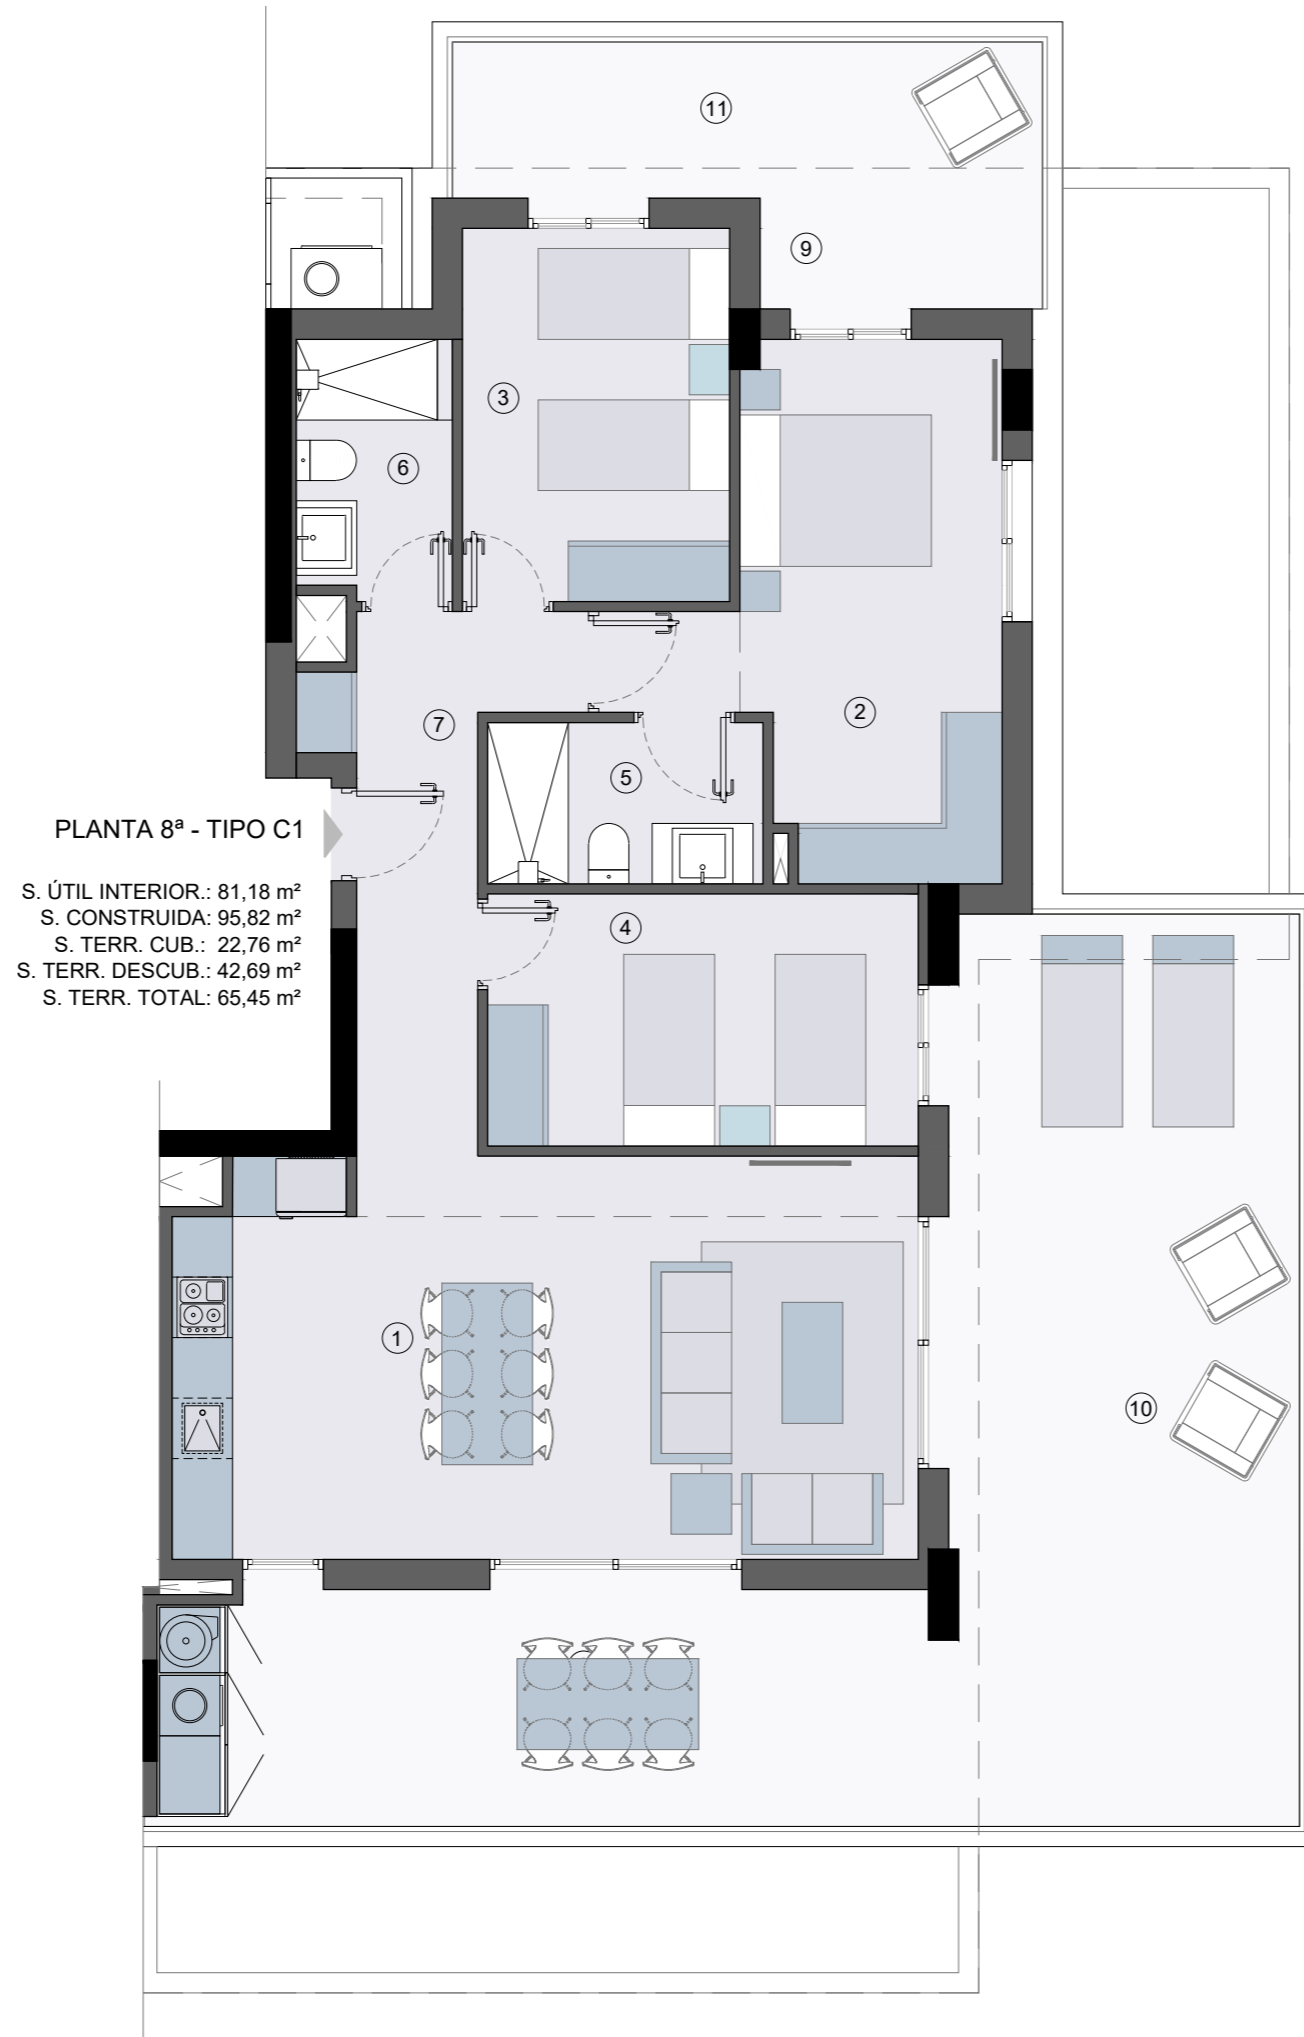 11
9
3
6
2
7
5
PLANTA 8ª - TIPO C1
S. ÚTIL INTERIOR.: 81,18 m²
S. CONSTRUIDA: 95,82 m²
S. TERR. CUB.: 22,76 m²
S. TERR. DESCUB.: 42,69 m²
S. TERR. TOTAL: 65,45 m²
4
1
10